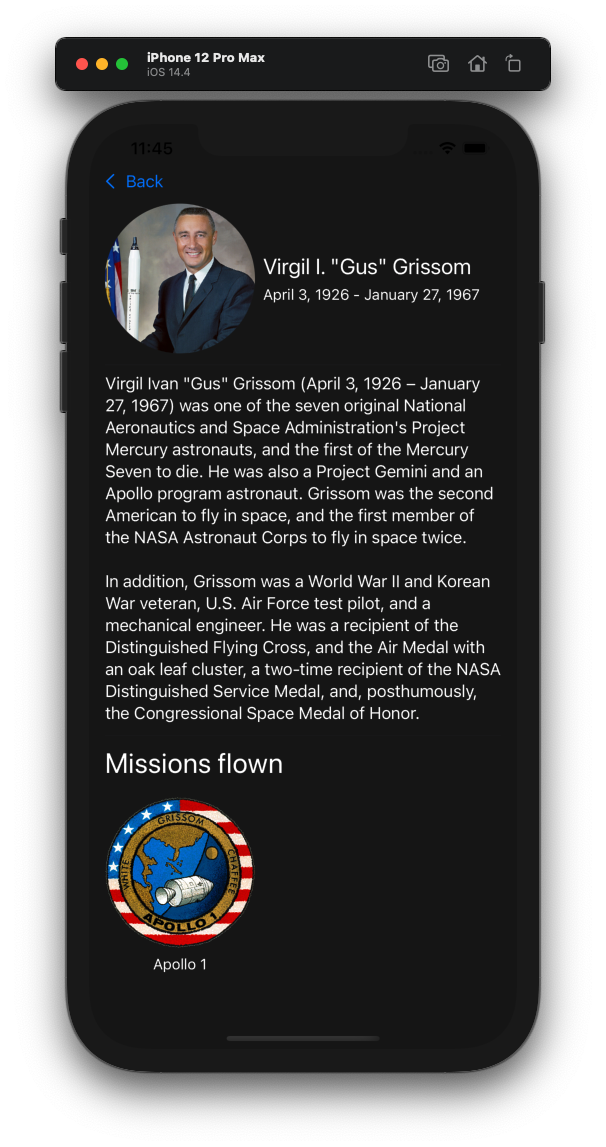 iPhone 12 Pro Max
iOS 14.4
11:45
Back
Virgil I. "Gus" Grissom
April 3, 1926 - January 27, 1967
Virgil Ivan "Gus" Grissom (April 3, 1926 – January
27, 1967) was one of the seven original National
Aeronautics and Space Administration's Project
Mercury astronauts, and the first of the Mercury
Seven to die. He was also a Project Gemini and an
Apollo program astronaut. Grissom was the second
American to fly in space, and the first member of
the NASA Astronaut Corps to fly in space twice.
In addition, Grissom was a World War II and Korean
War veteran, U.S. Air Force test pilot, and a
mechanical engineer. He was a recipient of the
Distinguished Flying Cross, and the Air Medal with
an oak leaf cluster, a two-time recipient of the NASA
Distinguished Service Medal, and, posthumously,
the Congressional Space Medal of Honor.
Missions flown
WHITE
GRISSOM
CHAFFEE
APOLLO 1
Apollo 1